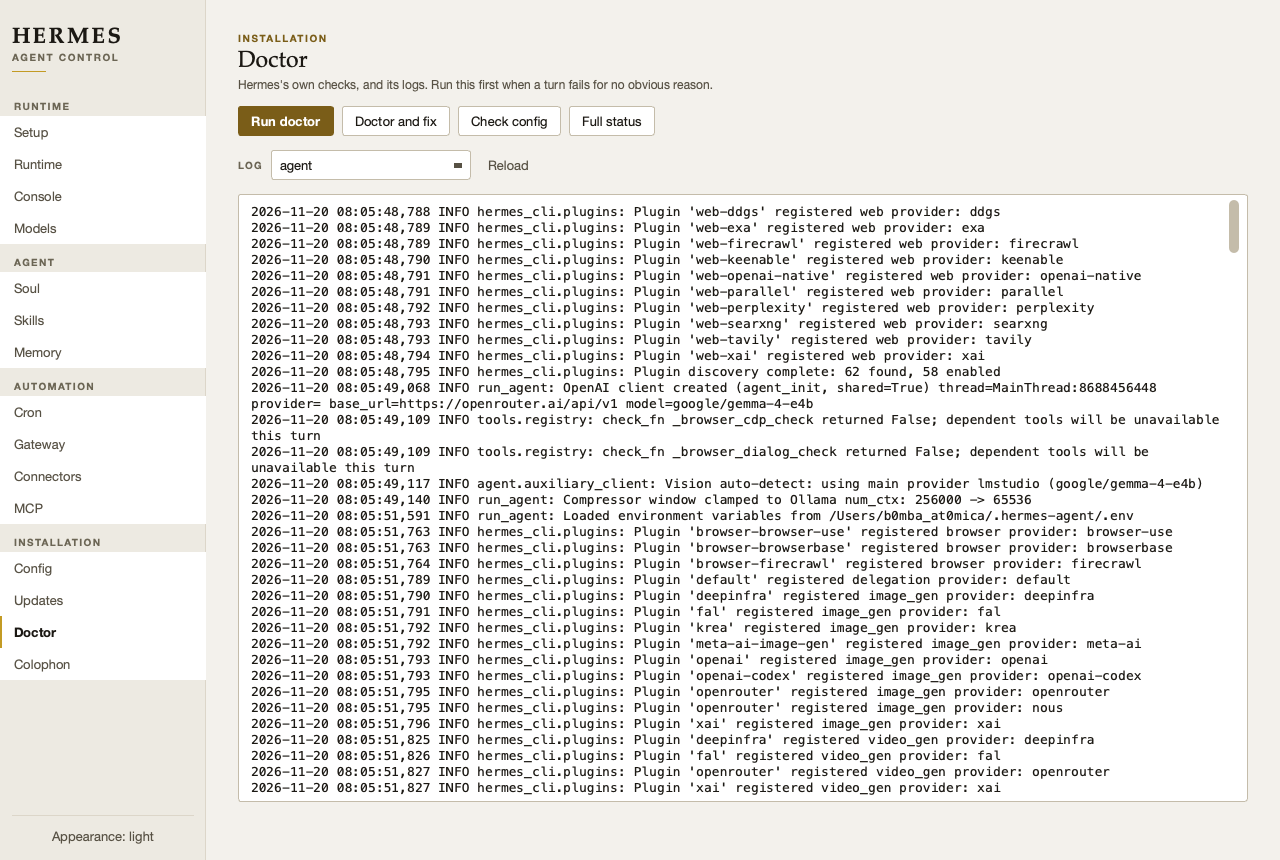 HERMES
AGENT CONTROL
RUNTIME
Setup
Runtime
Console
Models
AGENT
Soul
Skills
Memory
AUTOMATION
Cron
Gateway
Connectors
MCP
INSTALLATION
Config
Updates
Doctor
Colophon
Appearance: light
INSTALLATION
Doctor
Hermes's own checks, and its logs. Run this first when a turn fails for no obvious reason.
Run doctor
Doctor and fix
Check config
Full status
LOG
agent
Reload
2026-11-20 08:05:48,788 INFO hermes_cli.plugins: Plugin 'web-ddgs' registered web provider: ddgs
2026-11-20 08:05:48,789 INFO hermes_cli.plugins: Plugin 'web-exa' registered web provider: exa
2026-11-20 08:05:48,789 INFO hermes_cli.plugins: Plugin 'web-firecrawl' registered web provider: firecrawl
2026-11-20 08:05:48,790 INFO hermes_cli.plugins: Plugin 'web-keenable' registered web provider: keenable
2026-11-20 08:05:48,791 INFO hermes_cli.plugins: Plugin 'web-openai-native' registered web provider: openai-native
2026-11-20 08:05:48,791 INFO hermes_cli.plugins: Plugin 'web-parallel' registered web provider: parallel
2026-11-20 08:05:48,792 INFO hermes_cli.plugins: Plugin 'web-perplexity' registered web provider: perplexity
2026-11-20 08:05:48,793 INFO hermes_cli.plugins: Plugin 'web-searxng' registered web provider: searxng
2026-11-20 08:05:48,793 INFO hermes_cli.plugins: Plugin 'web-tavily' registered web provider: tavily
2026-11-20 08:05:48,794 INFO hermes_cli.plugins: Plugin 'web-xai' registered web provider: xai
2026-11-20 08:05:48,795 INFO hermes_cli.plugins: Plugin discovery complete: 62 found, 58 enabled
2026-11-20 08:05:49,068 INFO run_agent: OpenAI client created (agent_init, shared=True) thread=MainThread:8688456448
provider= base_url=https://openrouter.ai/api/v1 model=google/gemma-4-e4b
2026-11-20 08:05:49,109 INFO tools.registry: check_fn _browser_cdp_check returned False; dependent tools will be unavailable
this turn
2026-11-20 08:05:49,109 INFO tools.registry: check_fn _browser_dialog_check returned False; dependent tools will be
unavailable this turn
2026-11-20 08:05:49,117 INFO agent.auxiliary_client: Vision auto-detect: using main provider lmstudio (google/gemma-4-e4b)
2026-11-20 08:05:49,140 INFO run_agent: Compressor window clamped to Ollama num_ctx: 256000 -> 65536
2026-11-20 08:05:51,591 INFO run_agent: Loaded environment variables from /Users/b0mba_at0mica/.hermes-agent/.env
2026-11-20 08:05:51,763 INFO hermes_cli.plugins: Plugin 'browser-browser-use' registered browser provider: browser-use
2026-11-20 08:05:51,763 INFO hermes_cli.plugins: Plugin 'browser-browserbase' registered browser provider: browserbase
2026-11-20 08:05:51,764 INFO hermes_cli.plugins: Plugin 'browser-firecrawl' registered browser provider: firecrawl
2026-11-20 08:05:51,789 INFO hermes_cli.plugins: Plugin 'default' registered delegation provider: default
2026-11-20 08:05:51,790 INFO hermes_cli.plugins: Plugin 'deepinfra' registered image_gen provider: deepinfra
2026-11-20 08:05:51,791 INFO hermes_cli.plugins: Plugin 'fal' registered image_gen provider: fal
2026-11-20 08:05:51,792 INFO hermes_cli.plugins: Plugin 'krea' registered image_gen provider: krea
2026-11-20 08:05:51,792 INFO hermes_cli.plugins: Plugin 'meta-ai-image-gen' registered image_gen provider: meta-ai
2026-11-20 08:05:51,793 INFO hermes_cli.plugins: Plugin 'openai' registered image_gen provider: openai
2026-11-20 08:05:51,793 INFO hermes_cli.plugins: Plugin 'openai-codex' registered image_gen provider: openai-codex
2026-11-20 08:05:51,795 INFO hermes_cli.plugins: Plugin 'openrouter' registered image_gen provider: openrouter
2026-11-20 08:05:51,795 INFO hermes_cli.plugins: Plugin 'openrouter' registered image_gen provider: nous
2026-11-20 08:05:51,796 INFO hermes_cli.plugins: Plugin 'xai' registered image_gen provider: xai
2026-11-20 08:05:51,825 INFO hermes_cli.plugins: Plugin 'deepinfra' registered video_gen provider: deepinfra
2026-11-20 08:05:51,826 INFO hermes_cli.plugins: Plugin 'fal' registered video_gen provider: fal
2026-11-20 08:05:51,827 INFO hermes_cli.plugins: Plugin 'openrouter' registered video_gen provider: openrouter
2026-11-20 08:05:51,827 INFO hermes_cli.plugins: Plugin 'xai' registered video_gen provider: xai